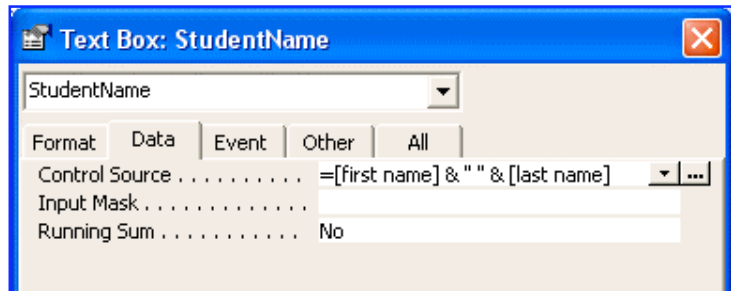 Text Box: StudentName
StudentName
Format Data Event Other All
Control Source . . . . . . . . . . =[first name] & " " & [last name] ...
Input Mask . . . . . . . . . . . . .
Running Sum . . . . . . . . . . . No